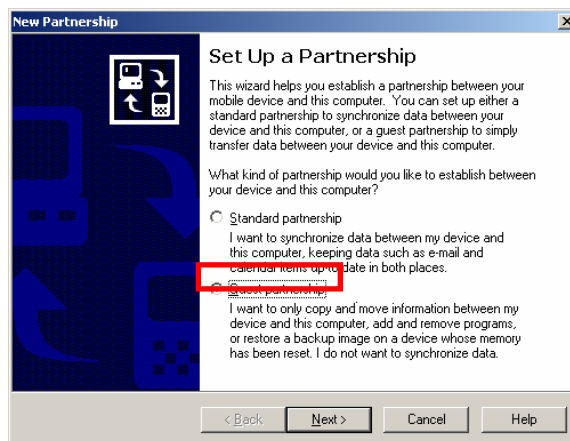 New Partnership
Set Up a Partnership
This wizard helps you establish a partnership between your
mobile device and this computer. You can set up either a
standard partnership to synchronize data between your
device and this computer, or a guest partnership to simply
transfer data between your device and this computer.
What kind of partnership would you like to establish between
your device and this computer?
Standard partnership
I want to synchronize data between my device and
this computer, keeping data such as e-mail and
calendar items up-to-date in both places.
Guest partnership
I want to only copy and move information between my
device and this computer, add and remove programs,
or restore a backup image on a device whose memory
has been reset. I do not want to synchronize data.
< Back
Next >
Cancel
Help